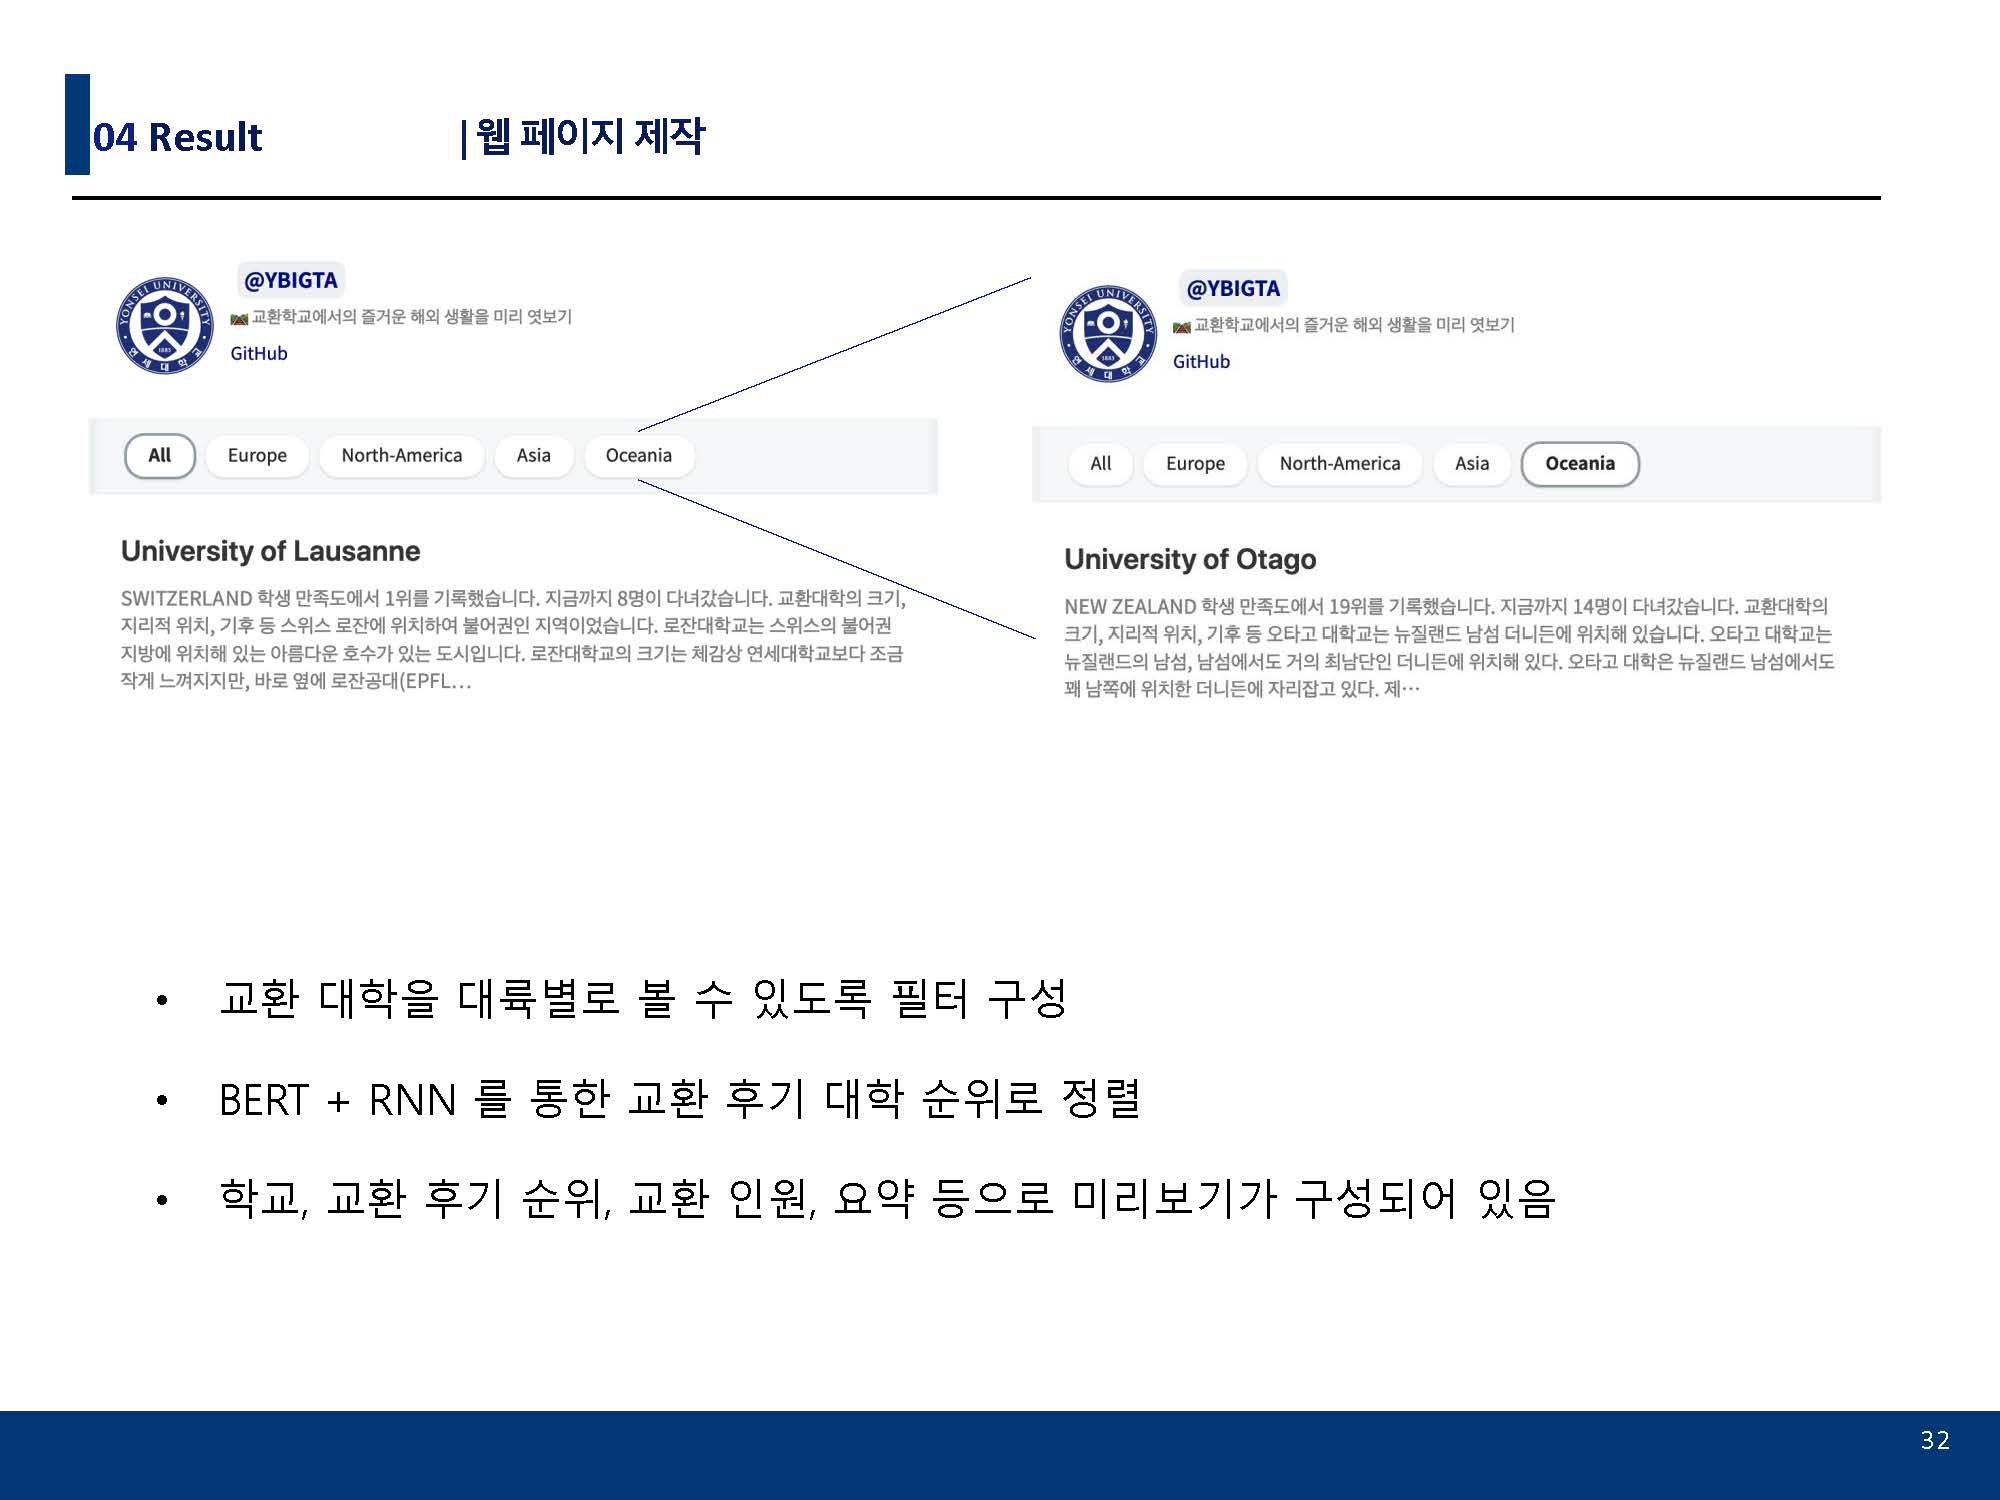 04 Result
| 웹 페이지 제작
YONSEI UNIVERSITY
1885
연세대학교
@YBIGTA
교환학교에서의 즐거운 해외 생활을 미리 엿보기
GitHub
All
Europe
North-America
Asia
Oceania
University of Lausanne
SWITZERLAND 학생 만족도에서 1위를 기록했습니다. 지금까지 8명이 다녀갔습니다. 교환대학의 크기,
지리적 위치, 기후 등 스위스 로잔에 위치하여 불어권인 지역이었습니다. 로잔대학교는 스위스의 불어권
지방에 위치해 있는 아름다운 호수가 있는 도시입니다. 로잔대학교의 크기는 체감상 연세대학교보다 조금
작게 느껴지지만, 바로 옆에 로잔공대(EPFL…
YONSEI UNIVERSITY
1885
연세대학교
@YBIGTA
교환학교에서의 즐거운 해외 생활을 미리 엿보기
GitHub
All
Europe
North-America
Asia
Oceania
University of Otago
NEW ZEALAND 학생 만족도에서 19위를 기록했습니다. 지금까지 14명이 다녀갔습니다. 교환대학의
크기, 지리적 위치, 기후 등 오타고 대학교는 뉴질랜드 남섬 더니든에 위치해 있습니다. 오타고 대학교는
뉴질랜드의 남섬, 남섬에서도 거의 최남단인 더니든에 위치해 있다. 오타고 대학은 뉴질랜드 남섬에서도
꽤 남쪽에 위치한 더니든에 자리잡고 있다. 제…
• 교환 대학을 대륙별로 볼 수 있도록 필터 구성
• BERT + RNN 를 통한 교환 후기 대학 순위로 정렬
• 학교, 교환 후기 순위, 교환 인원, 요약 등으로 미리보기가 구성되어 있음
32